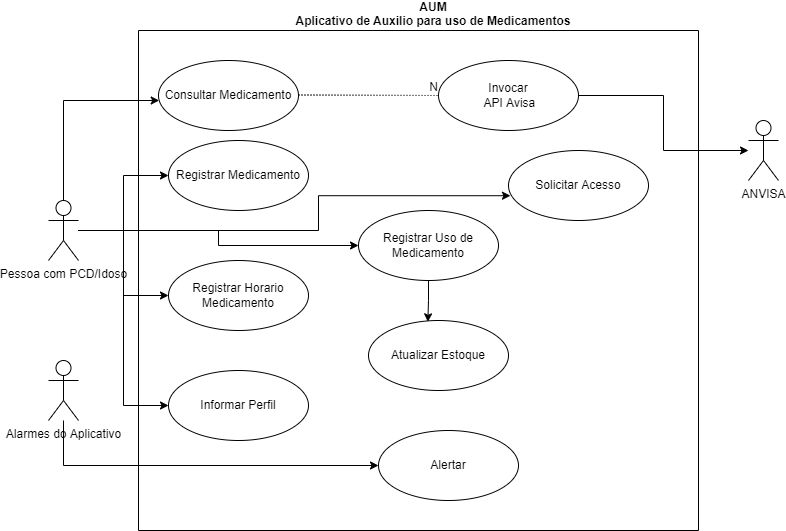 AUM
Aplicativo de Auxilio para uso de Medicamentos
Consultar Medicamento
N
Invocar
API Avisa
Registrar Medicamento
Solicitar Acesso
ANVISA
Registrar Uso de
Medicamento
Pessoa com PCD/Idoso
Registrar Horario
Medicamento
Atualizar Estoque
Informar Perfil
Alarmes do Aplicativo
Alertar